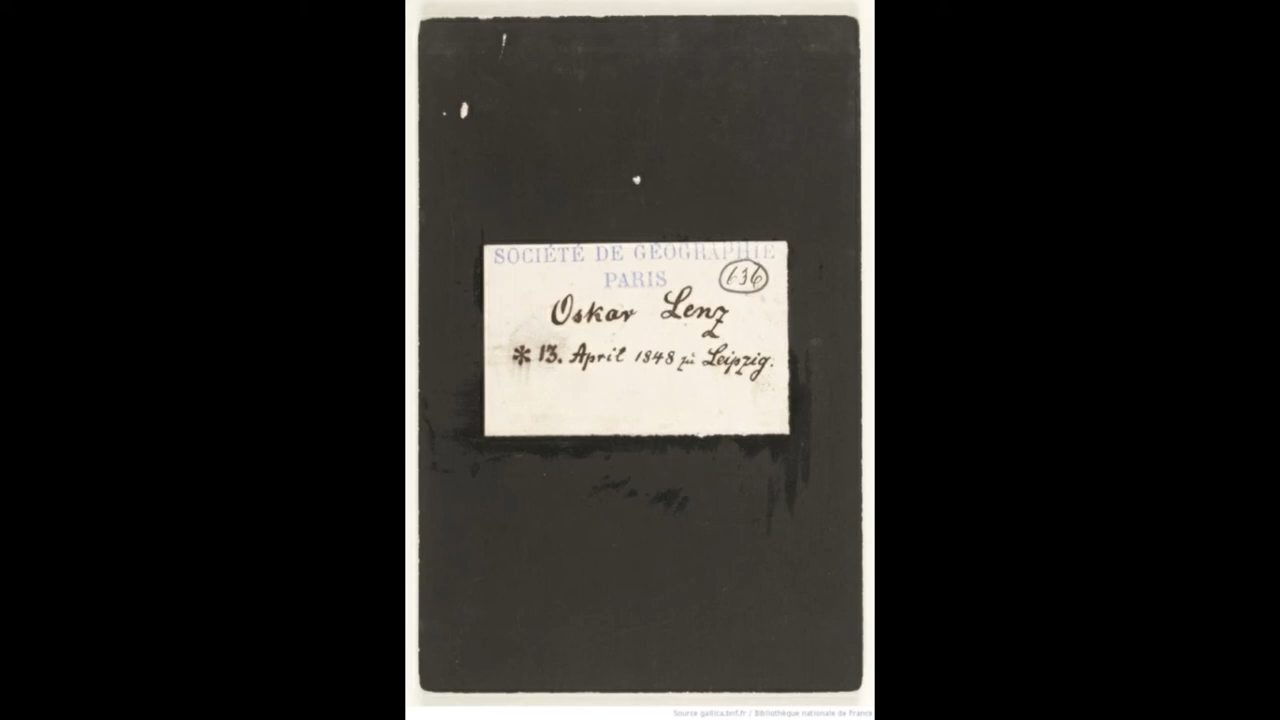 SOCIÉTÉ DE GÉOGRAPHIE
PARIS
636
Oskar Lenz
* 13. April 1848 zu Leipzig.
Source gallica.bnf.fr / Bibliothèque nationale de France